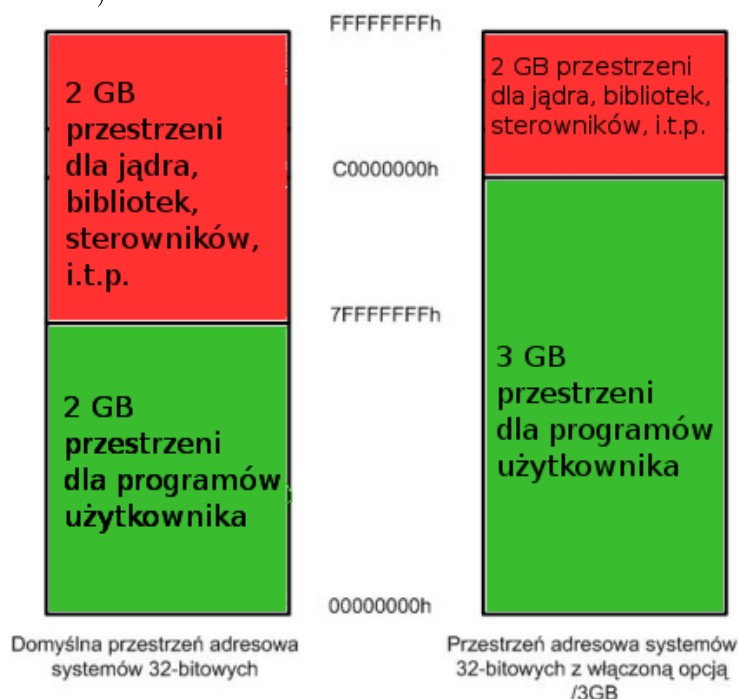 FFFFFFFFh
2 GB
przestrzeni
dla jądra,
bibliotek,
sterowników,
i.t.p.
2 GB przestrzeni
dla jądra, bibliotek,
sterowników, i.t.p.
C0000000h
7FFFFFFFh
2 GB
przestrzeni
dla programów
użytkownika
3 GB
przestrzeni
dla programów
użytkownika
00000000h
Domyślna przestrzeń adresowa
systemów 32-bitowych
Przestrzeń adresowa systemów
32-bitowych z włączoną opcją
/3GB